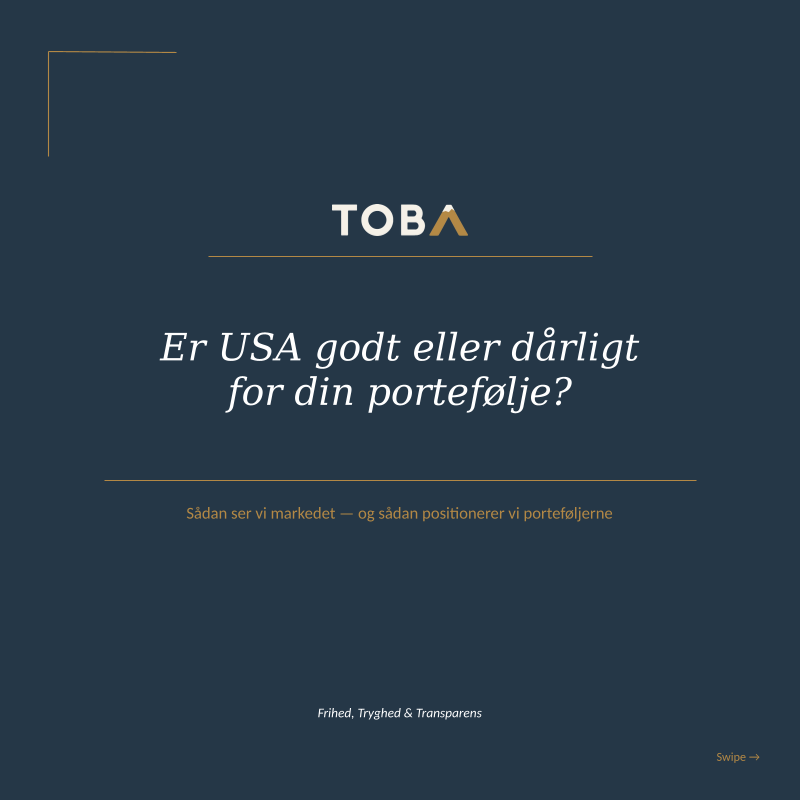 TOBA
Er USA godt eller dårligt
for din portefølje?
Sådan ser vi markedet — og sådan positionerer vi porteføljerne
Frihed, Tryghed & Transparens
Swipe →